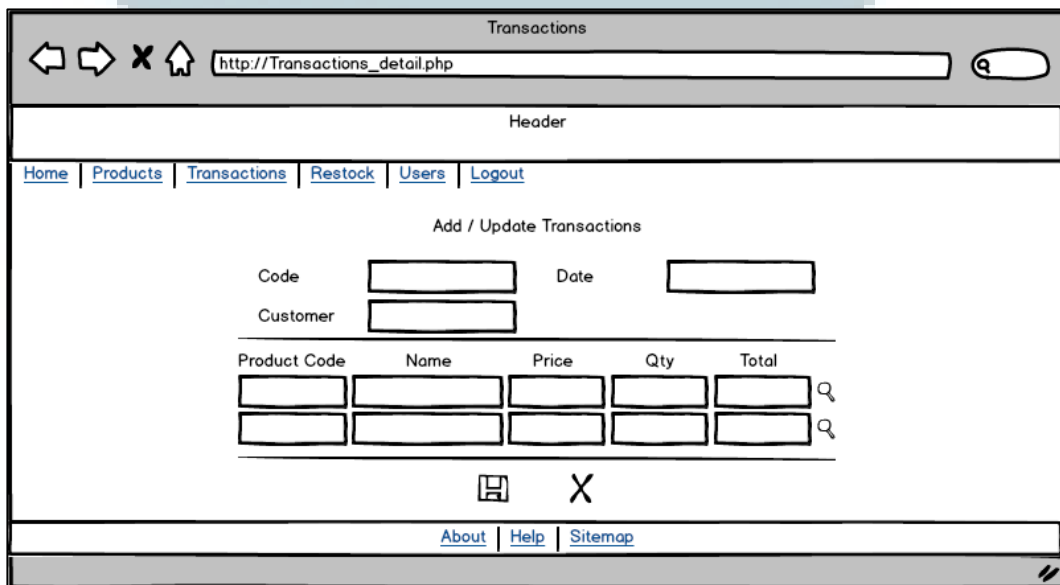 Transactions
http://Transactions_detail.php
Header
Home Products Transactions Restock Users Logout
Add / Update Transactions
Code Date
Customer
Product Code Name Price Qty Total
About Help Sitemap